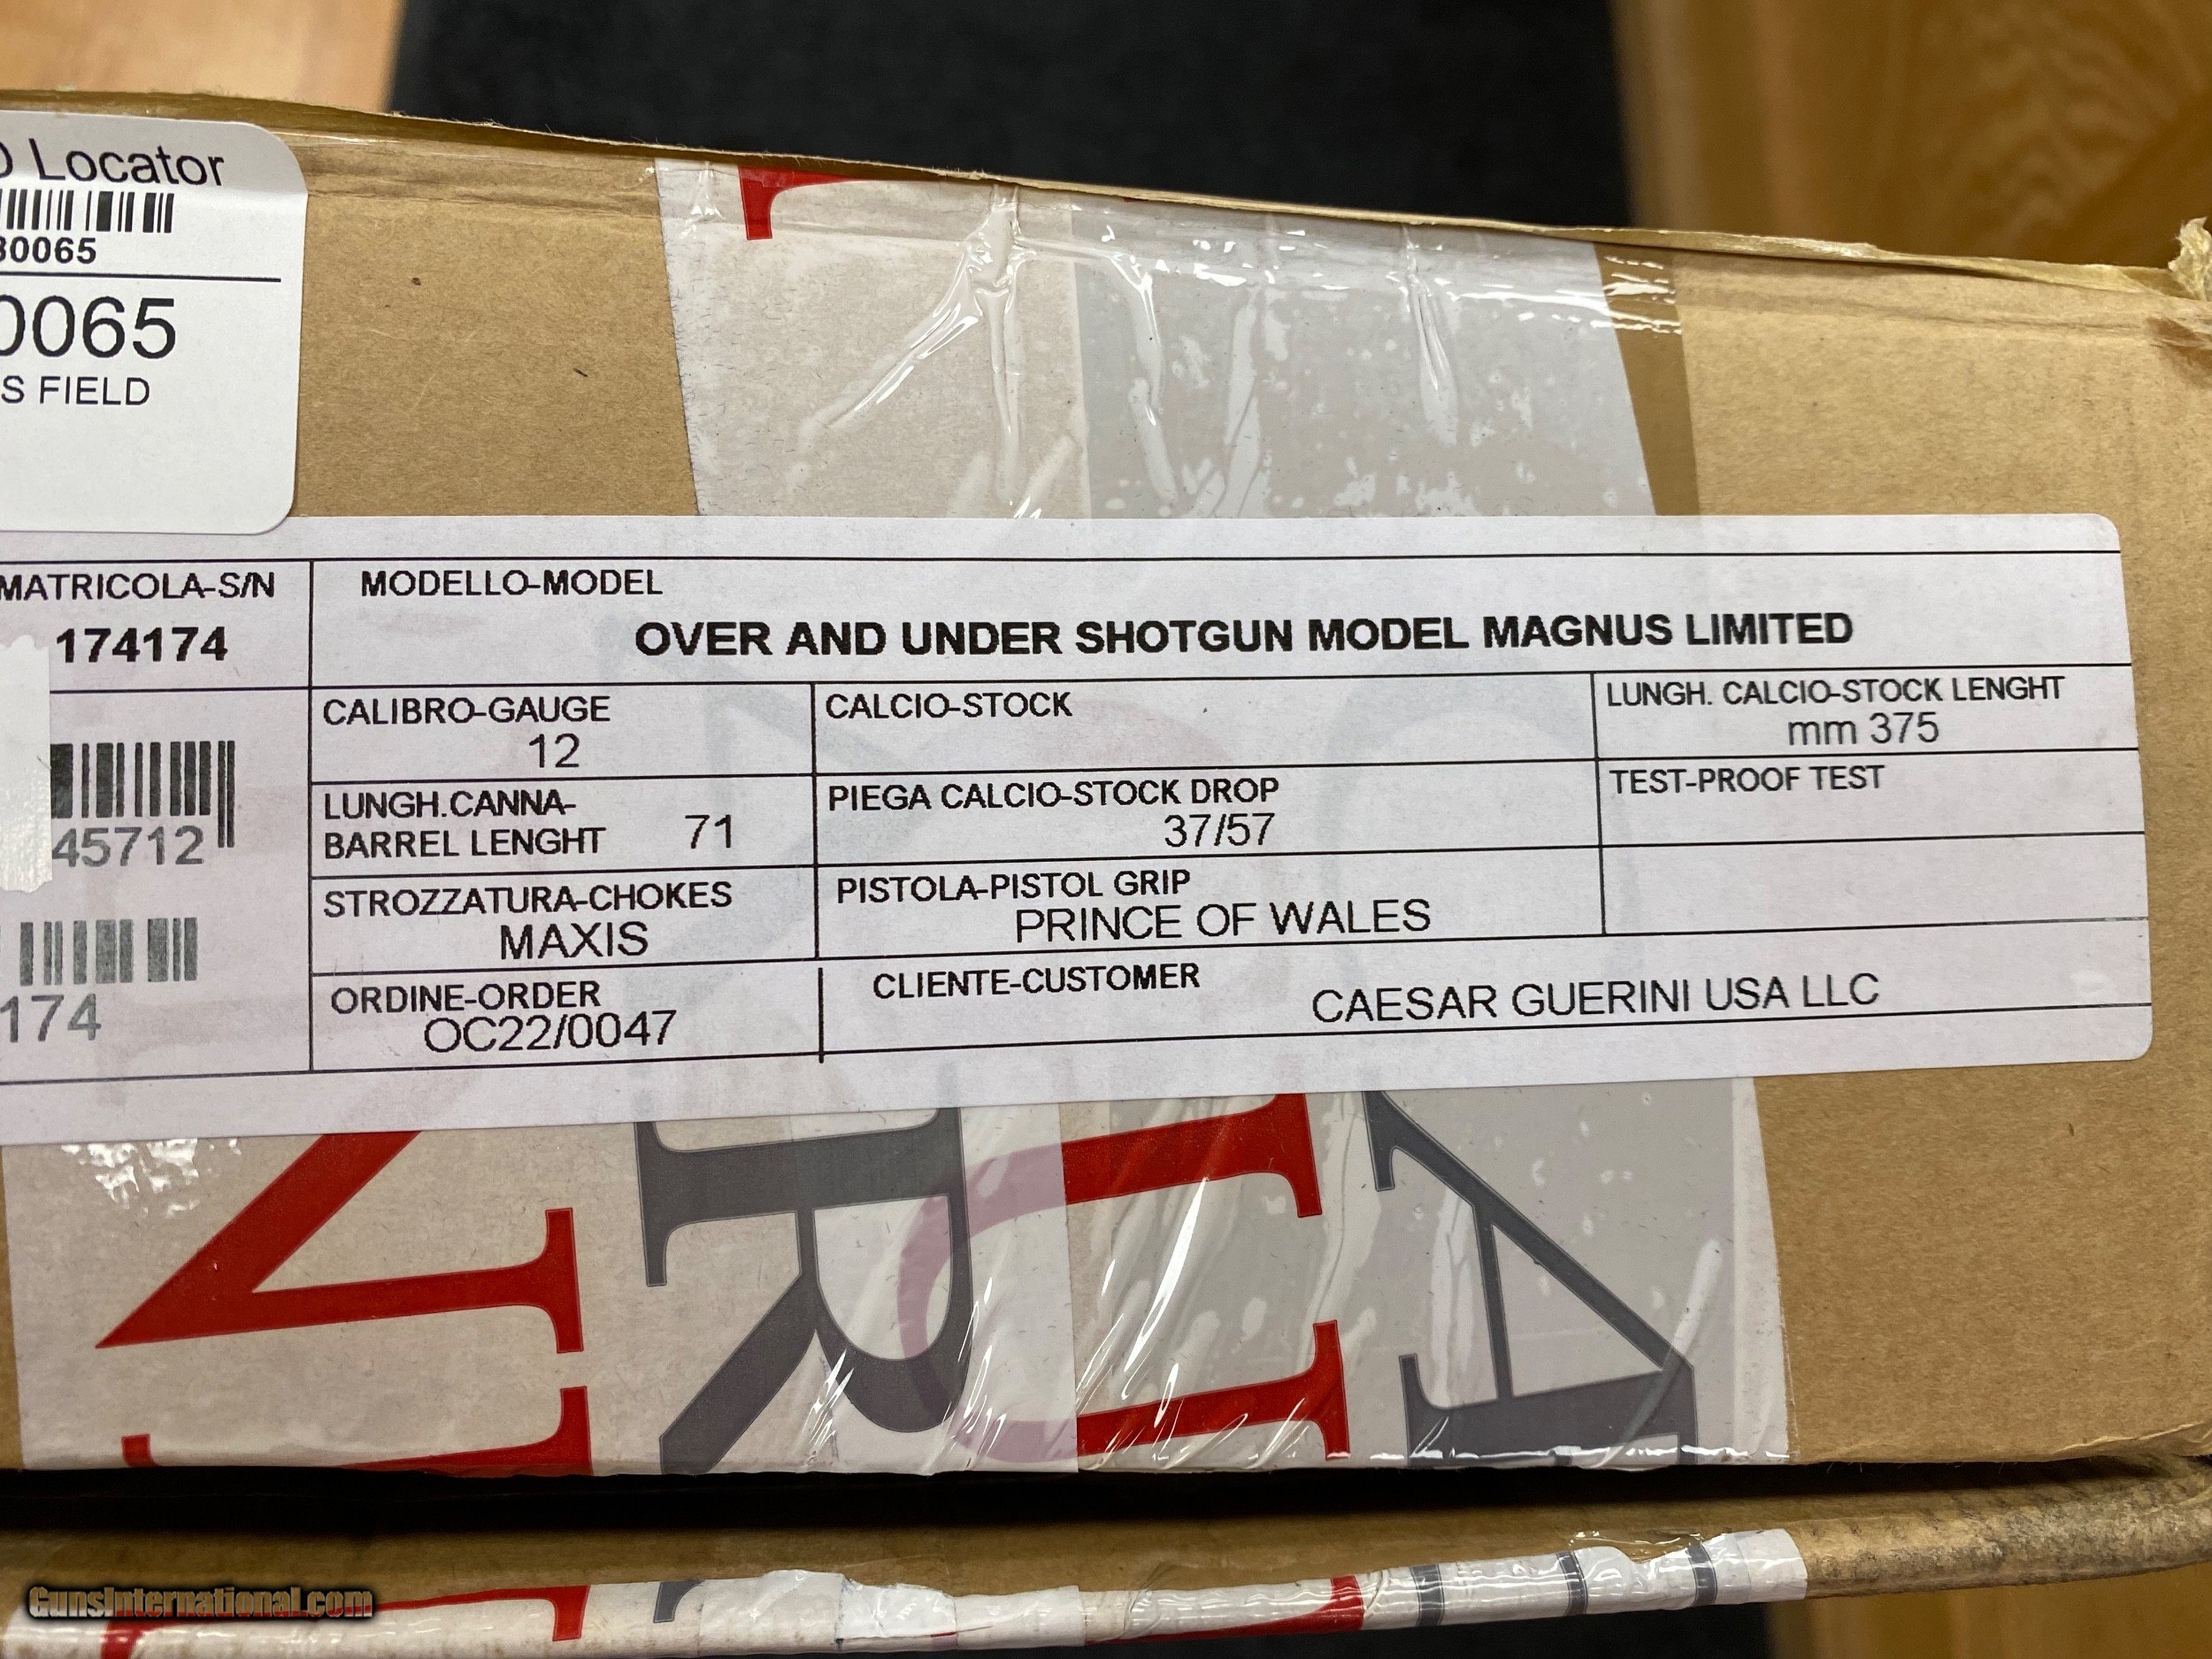 Locator
80065
0065
S FIELD
MATRICOLA-S/N
174174
MODELLO-MODEL
OVER AND UNDER SHOTGUN MODEL MAGNUS LIMITED
CALIBRO-GAUGE
12
CALCIO-STOCK
LUNGH. CALCIO-STOCK LENGHT
mm 375
LUNGH.CANNA-
BARREL LENGHT 71
PIEGA CALCIO-STOCK DROP
37/57
TEST-PROOF TEST
45712
STROZZATURA-CHOKES
MAXIS
PISTOLA-PISTOL GRIP
PRINCE OF WALES
174
ORDINE-ORDER
OC22/0047
CLIENTE-CUSTOMER
CAESAR GUERINI USA LLC
GunsInternational.com